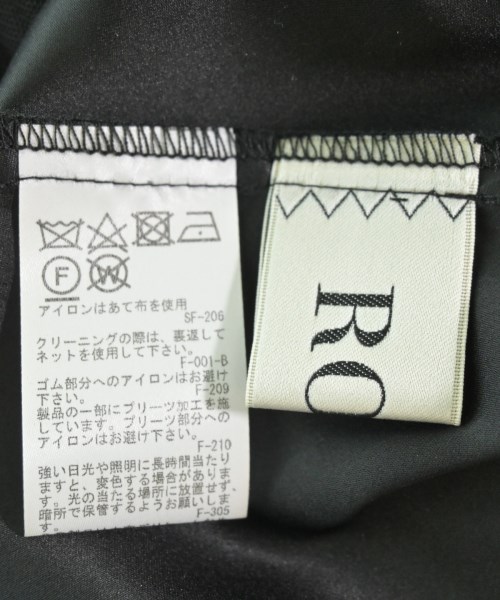 F W
アイロンはあて布を使用
SF-206
クリーニングの際は、裏返して
ネットを使用して下さい。
F-001-B
ゴム部分へのアイロンはお避け
下さい。
F-209
製品の一部にプリーツ加工を施
しています。プリーツ部分への
アイロンはお避け下さい。
F-210
強い日光や照明に長時間当たり
ますと、変色する場合がありま
す。光の当たる場所に放置せず、
暗所で保管するようお願いしま
す。
F-305
RO